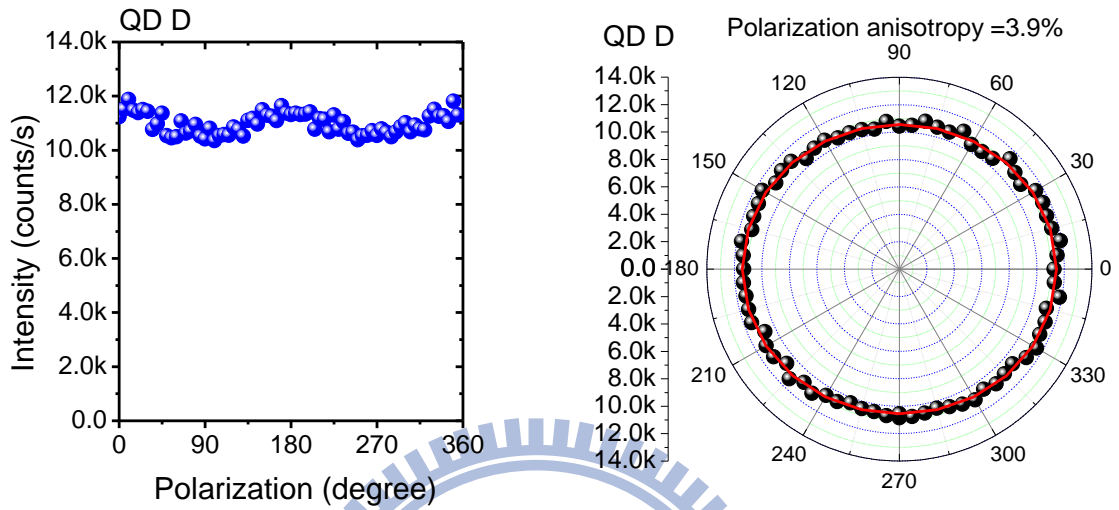 QD D
14.0k
12.0k
10.0k
8.0k
6.0k
4.0k
2.0k
0.0
0 90 180 270 360
Intensity (counts/s)
Polarization (degree)
QD D
Polarization anisotropy =3.9%
14.0k
12.0k
10.0k
8.0k
6.0k
4.0k
2.0k
0.0
2.0k
4.0k
6.0k
8.0k
10.0k
12.0k
14.0k
0
30
60
90
120
150
180
210
240
270
300
330